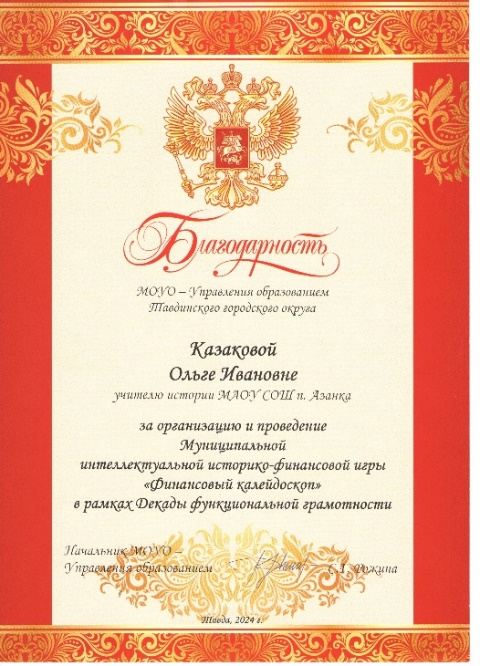 Благодарность
МОУО – Управления образованием
Тавдинского городского округа
Казаковой
Ольге Ивановне
учителю истории МАОУ СОШ п. Азанка
за организацию и проведение
Муниципальной
интеллектуальной историко-финансовой игры
«Финансовый калейдоскоп»
в рамках Декады функциональной грамотности
Начальник МОУО –
Управления образованием
Тавда, 2024 г.